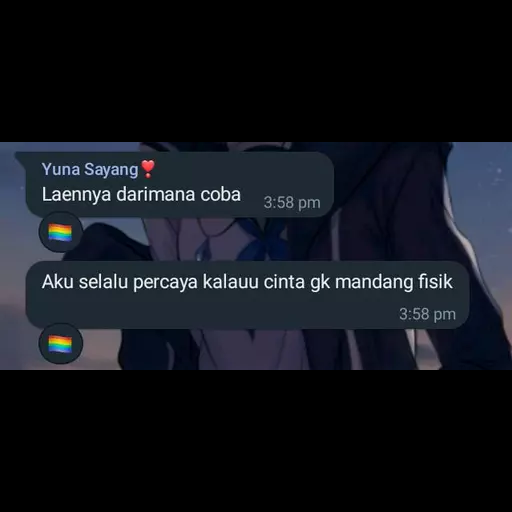 Yuna Sayang❣️
Laennya darimana coba
3:58 pm
Aku selalu percaya kalauu cinta gk mandang fisik
3:58 pm